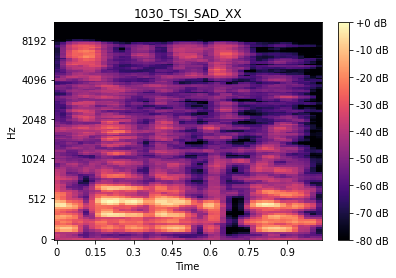 1030_TSI_SAD_XX
Hz
8192
4096
2048
1024
512
0
0 0.15 0.3 0.45 0.6 0.75 0.9
Time
+0 dB
-10 dB
-20 dB
-30 dB
-40 dB
-50 dB
-60 dB
-70 dB
-80 dB